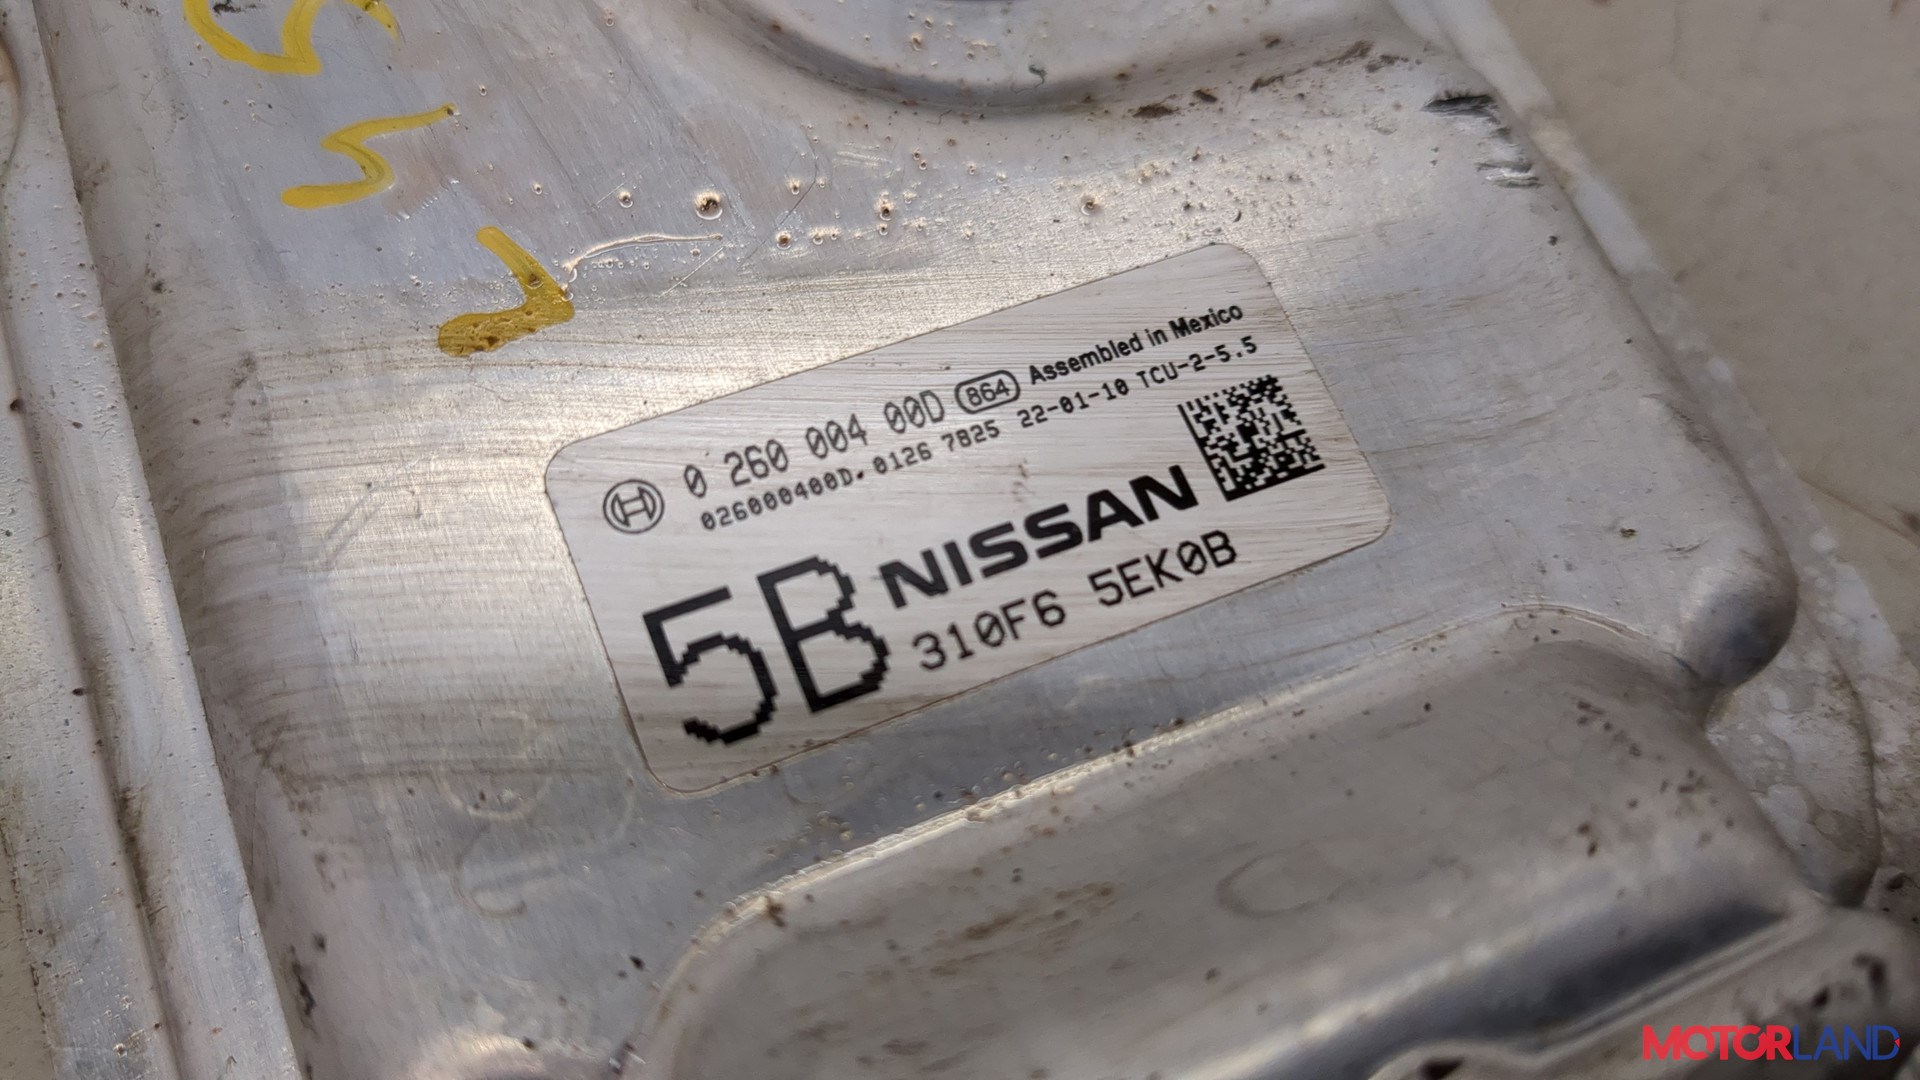 0 260 004 00D 864 Assembled in Mexico
026000400D.0126 7825 22-01-10 TCU-2-5.5
5B NISSAN
310F6 5EK0B
MOTORLAND